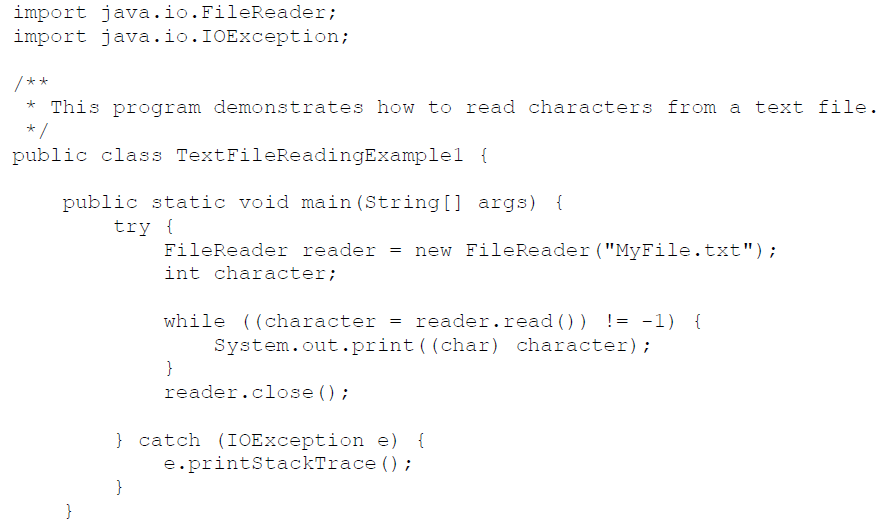 import java.io.FileReader;
import java.io.IOException;

/**
 * This program demonstrates how to read characters from a text file.
 */
public class TextFileReadingExample1 {

    public static void main(String[] args) {
        try {
            FileReader reader = new FileReader("MyFile.txt");
            int character;

            while ((character = reader.read()) != -1) {
                System.out.print((char) character);
            }
            reader.close();

        } catch (IOException e) {
            e.printStackTrace();
        }
    }